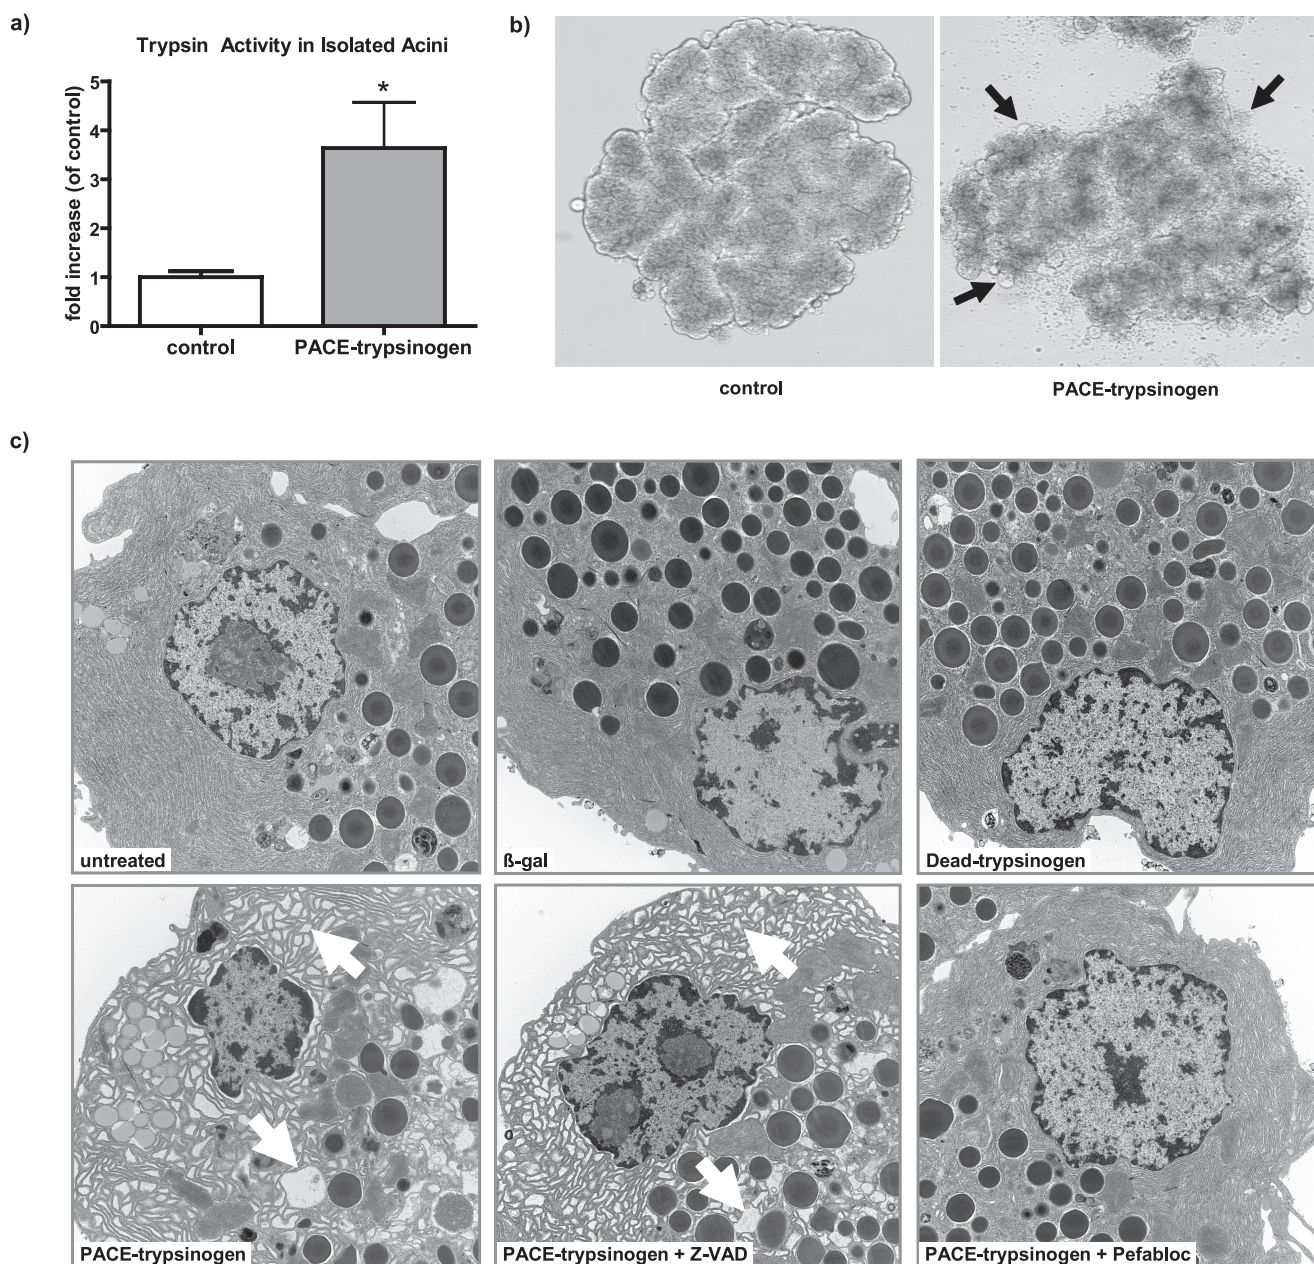 a)
Trypsin Activity in Isolated Acini
fold increase (of control)
5
4
3
2
1
0
*
control
PACE-trypsinogen
b)
control
PACE-trypsinogen
c)
untreated
ß-gal
Dead-trypsinogen
PACE-trypsinogen
PACE-trypsinogen + Z-VAD
PACE-trypsinogen + Pefabloc